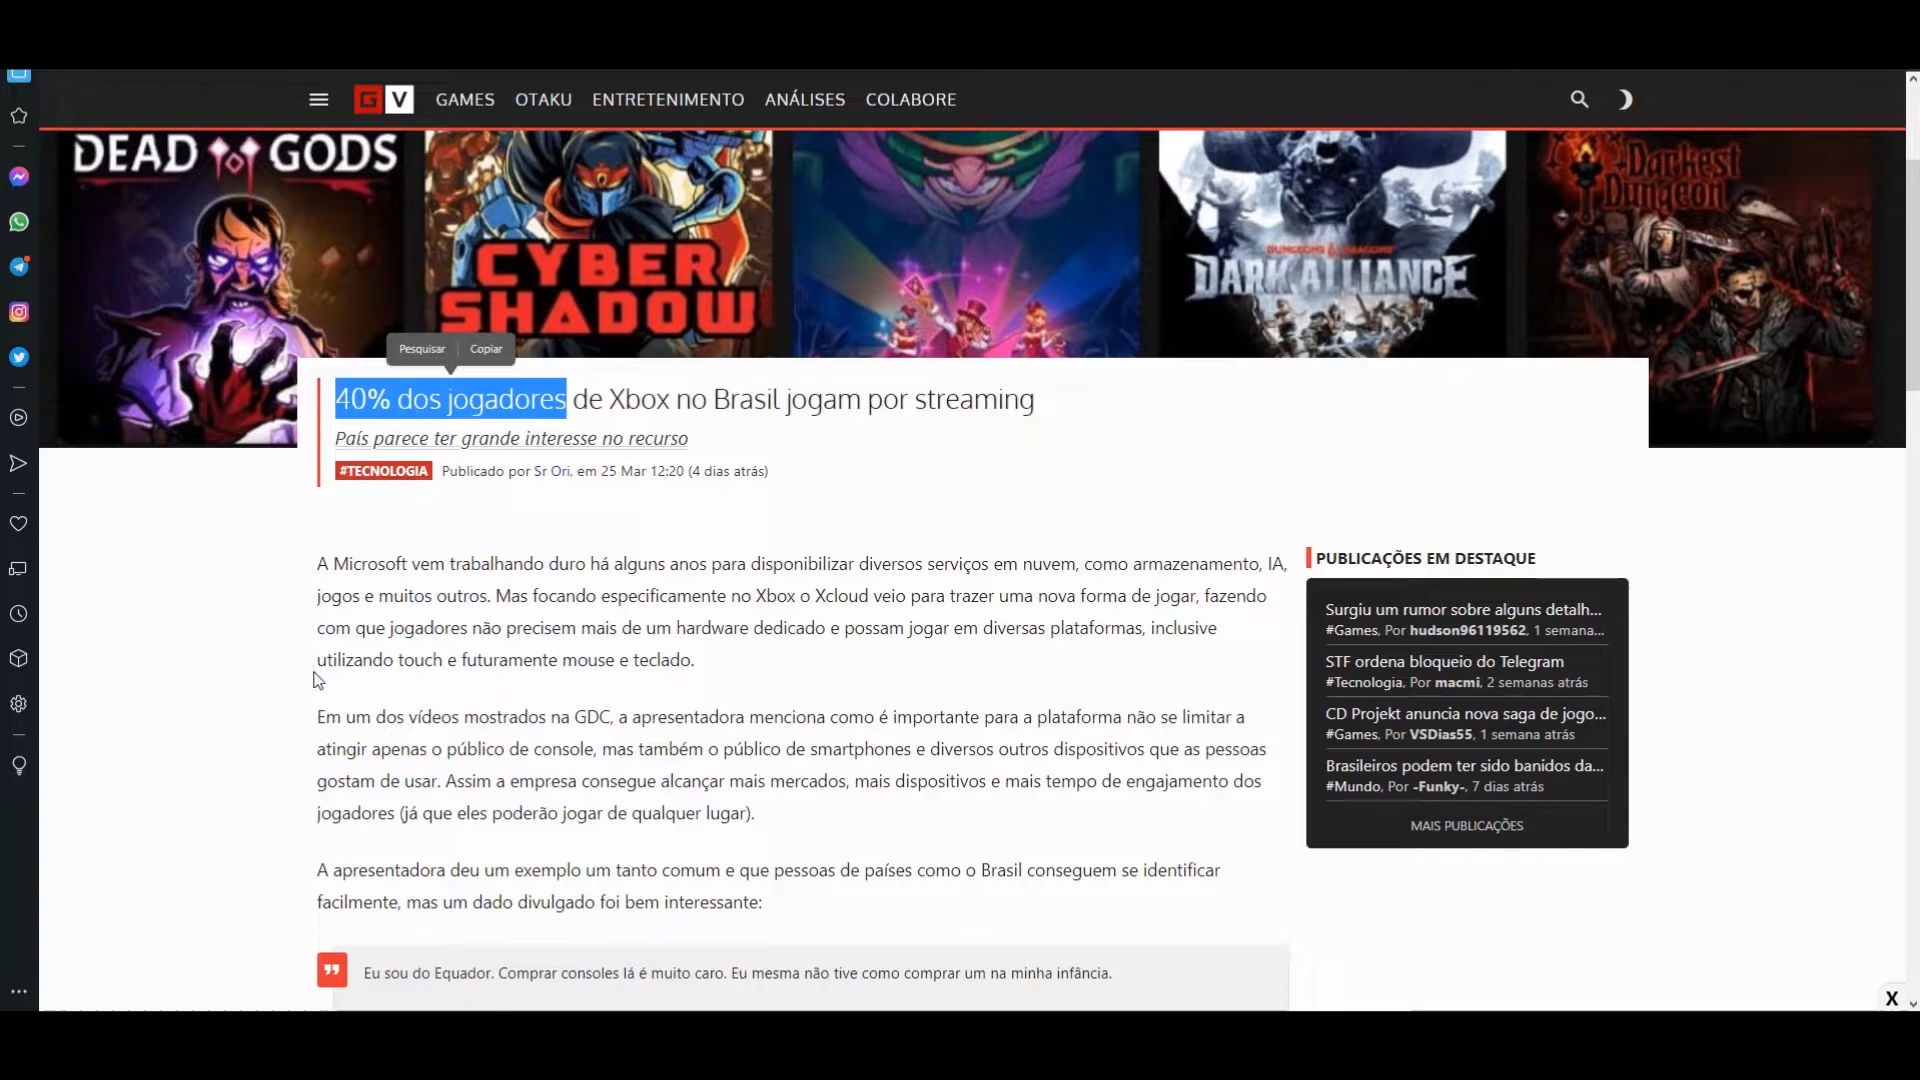 G V GAMES OTAKU ENTRETENIMENTO ANÁLISES COLABORE
DEAD GODS
CYBER
SHADOW
DUNGEONS & DRAGONS
DARK ALLIANCE
Darkest
Dungeon
Pesquisar Copiar
40% dos jogadores de Xbox no Brasil jogam por streaming
País parece ter grande interesse no recurso
#TECNOLOGIA Publicado por Sr Ori, em 25 Mar 12:20 (4 dias atrás)
A Microsoft vem trabalhando duro há alguns anos para disponibilizar diversos serviços em nuvem, como armazenamento, IA,
jogos e muitos outros. Mas focando especificamente no Xbox o Xcloud veio para trazer uma nova forma de jogar, fazendo
com que jogadores não precisem mais de um hardware dedicado e possam jogar em diversas plataformas, inclusive
utilizando touch e futuramente mouse e teclado.
Em um dos vídeos mostrados na GDC, a apresentadora menciona como é importante para a plataforma não se limitar a
atingir apenas o público de console, mas também o público de smartphones e diversos outros dispositivos que as pessoas
gostam de usar. Assim a empresa consegue alcançar mais mercados, mais dispositivos e mais tempo de engajamento dos
jogadores (já que eles poderão jogar de qualquer lugar).
A apresentadora deu um exemplo um tanto comum e que pessoas de países como o Brasil conseguem se identificar
facilmente, mas um dado divulgado foi bem interessante:
Eu sou do Equador. Comprar consoles lá é muito caro. Eu mesma não tive como comprar um na minha infância.
PUBLICAÇÕES EM DESTAQUE
Surgiu um rumor sobre alguns detalh...
#Games, Por hudson96119562, 1 semana...
STF ordena bloqueio do Telegram
#Tecnologia, Por macmi, 2 semanas atrás
CD Projekt anuncia nova saga de jogo...
#Games, Por VSDias55, 1 semana atrás
Brasileiros podem ter sido banidos da...
#Mundo, Por -Funky-, 7 dias atrás
MAIS PUBLICAÇÕES
X